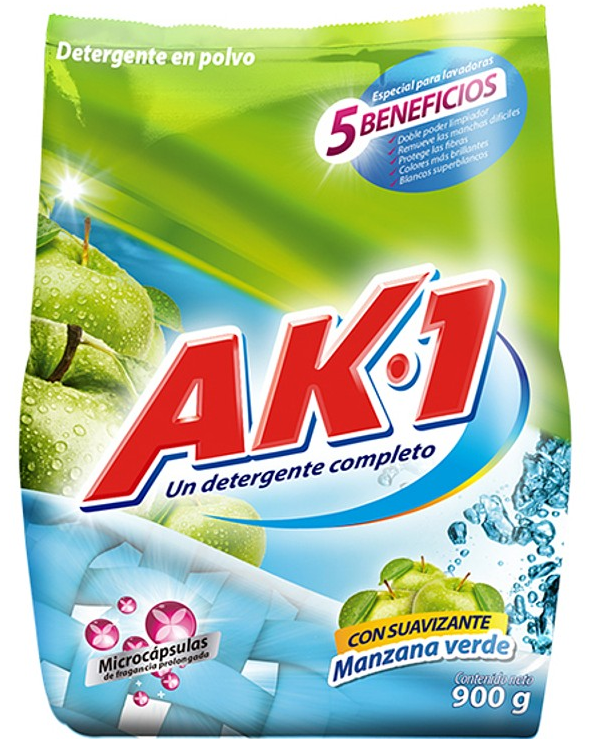 Detergente en polvo
Especial para lavadoras
5 BENEFICIOS
Doble poder limpiador
Remueve las manchas difíciles
Protege las fibras
Colores más brillantes
Blancos superblancos
AK·1
Un detergente completo
Microcápsulas
de fragancia prolongada
CON SUAVIZANTE
Manzana verde
Contenido neto
900 g